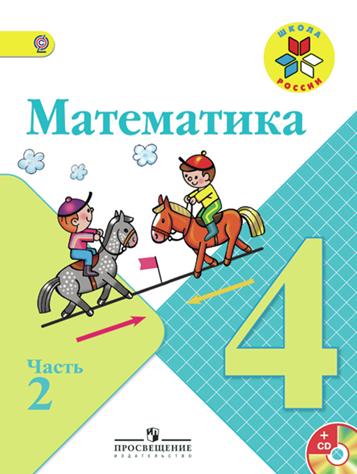 ШКОЛА
РОССИИ
Математика
4
Часть
2
ПРОСВЕЩЕНИЕ
ИЗДАТЕЛЬСТВО
+
CD